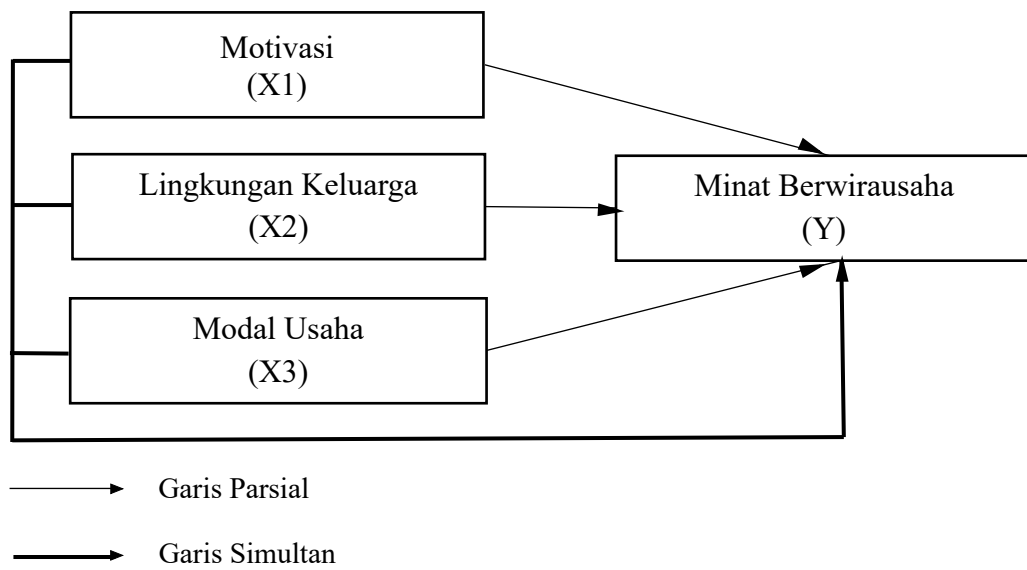 Motivasi
(X1)
Lingkungan Keluarga
(X2)
Minat Berwirausaha
(Y)
Modal Usaha
(X3)
Garis Parsial
Garis Simultan